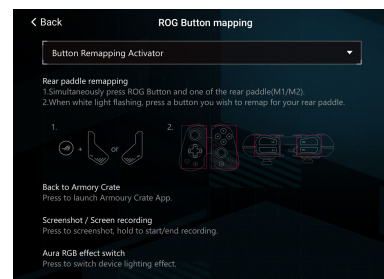 Back
ROG Button mapping
Button Remapping Activator
Rear paddle remapping
1.Simultaneously press ROG Button and one of the rear paddle(M1/M2).
2.When white light flashing, press a button you wish to remap for your rear paddle.
1.
2.
+
or
Back to Armory Crate
Press to launch Armoury Crate App.
Screenshot / Screen recording
Press to screenshot, hold to start/end recording.
Aura RGB effect switch
Press to switch device lighting effect.